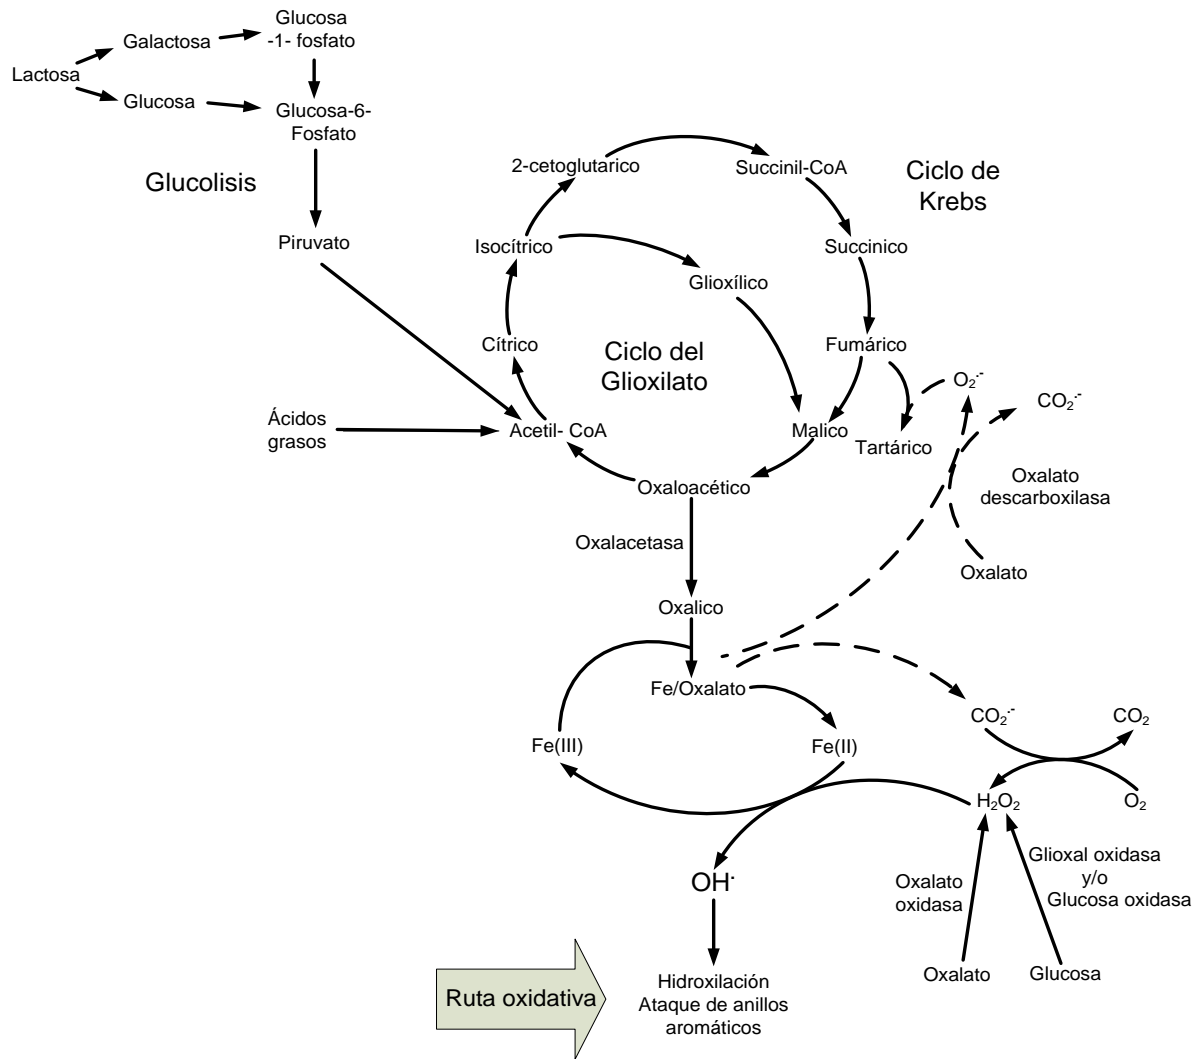 Glucosa
-1- fosfato
Galactosa
Lactosa
Glucosa
Glucosa-6-
Fosfato
Glucolisis
Piruvato
2-cetoglutarico
Succinil-CoA
Ciclo de
Krebs
Isocítrico
Succinico
Glioxílico
Cítrico
Ciclo del
Glioxilato
Fumárico
O₂·-
CO₂·-
Ácidos
grasos
Acetil- CoA
Malico
Tartárico
Oxaloacético
Oxalato
descarboxilasa
Oxalacetasa
Oxalato
Oxalico
Fe/Oxalato
CO₂·-
CO₂
Fe(III)
Fe(II)
H₂O₂
O₂
OH·
Oxalato
oxidasa
Glioxal oxidasa
y/o
Glucosa oxidasa
Oxalato
Glucosa
Ruta oxidativa
Hidroxilación
Ataque de anillos
aromáticos